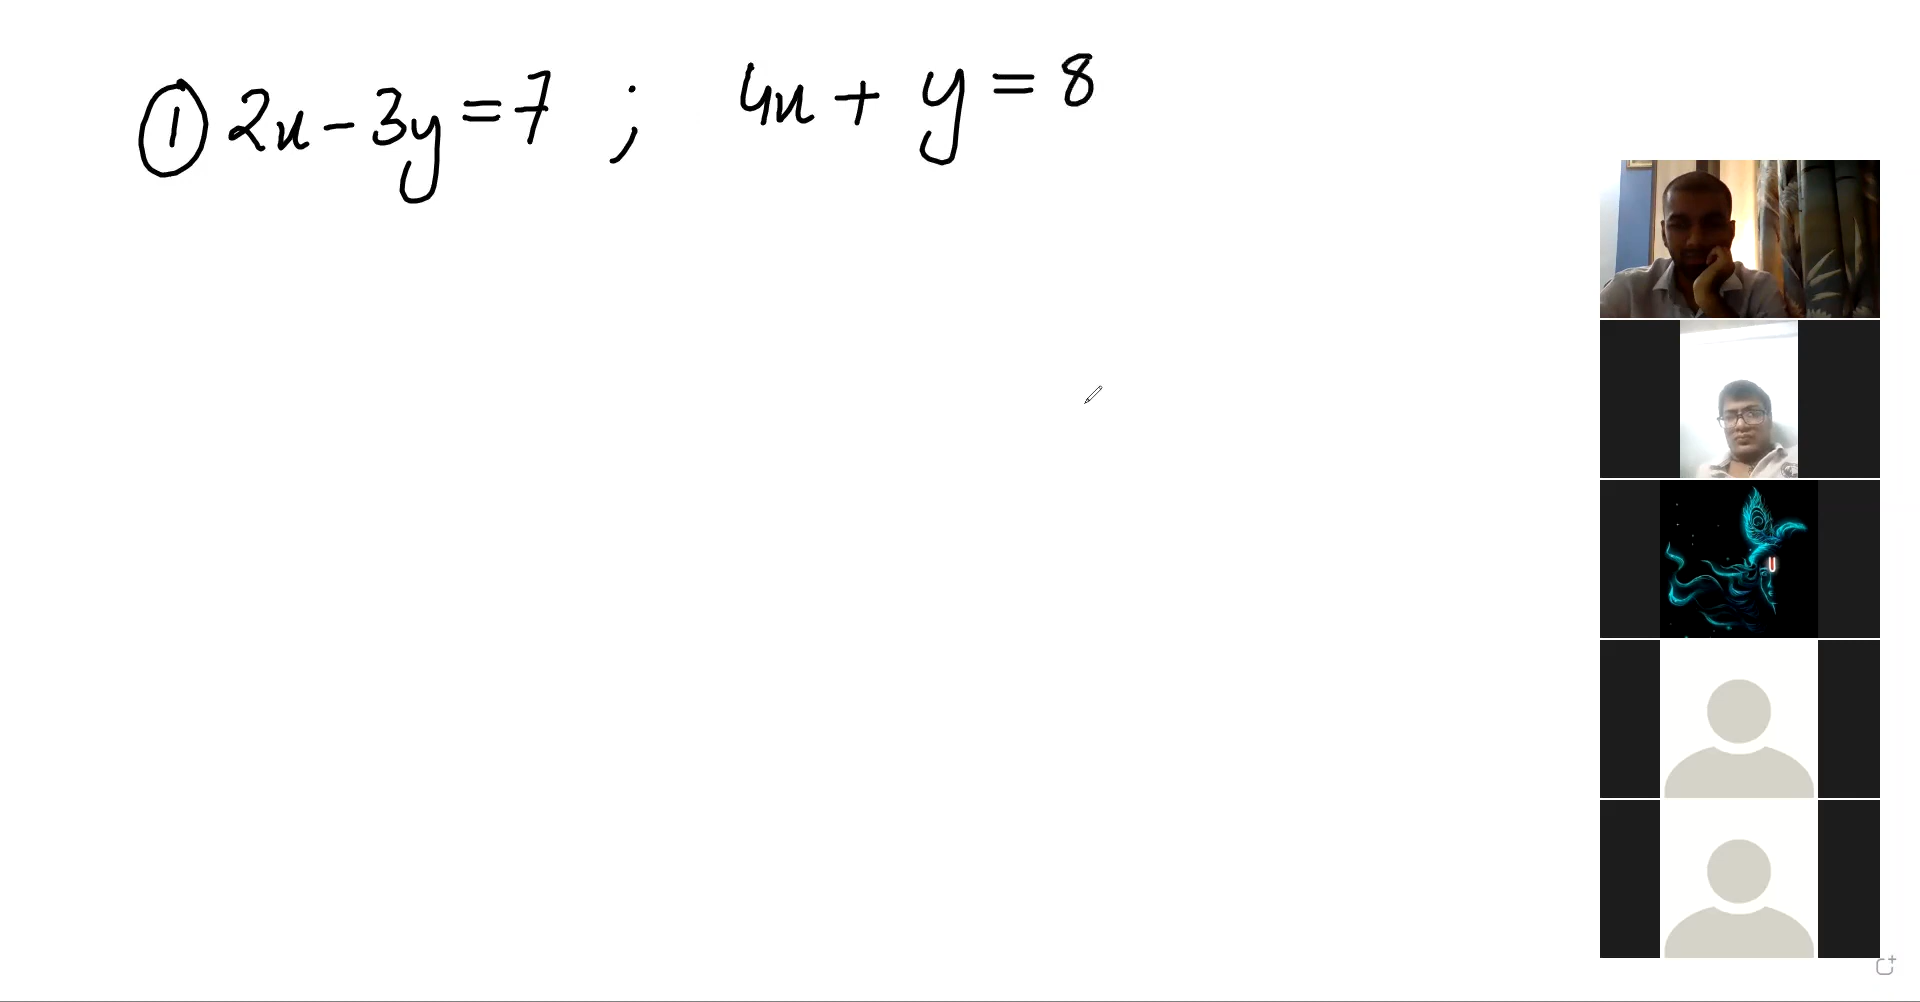 ① 2x - 3y = 7 ; 4x + y = 8